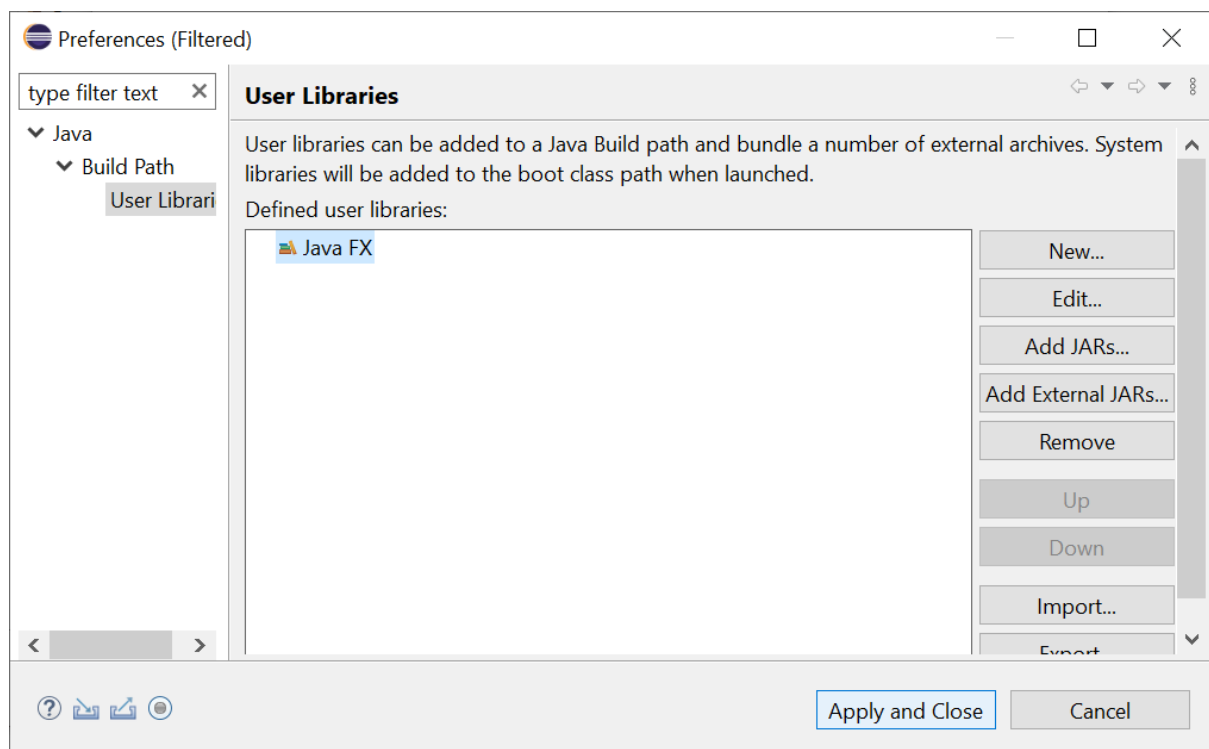 Preferences (Filtered)
type filter text
Java
Build Path
User Librari
User Libraries
User libraries can be added to a Java Build path and bundle a number of external archives. System
libraries will be added to the boot class path when launched.
Defined user libraries:
Java FX
New...
Edit...
Add JARs...
Add External JARs...
Remove
Up
Down
Import...
Export...
Apply and Close
Cancel